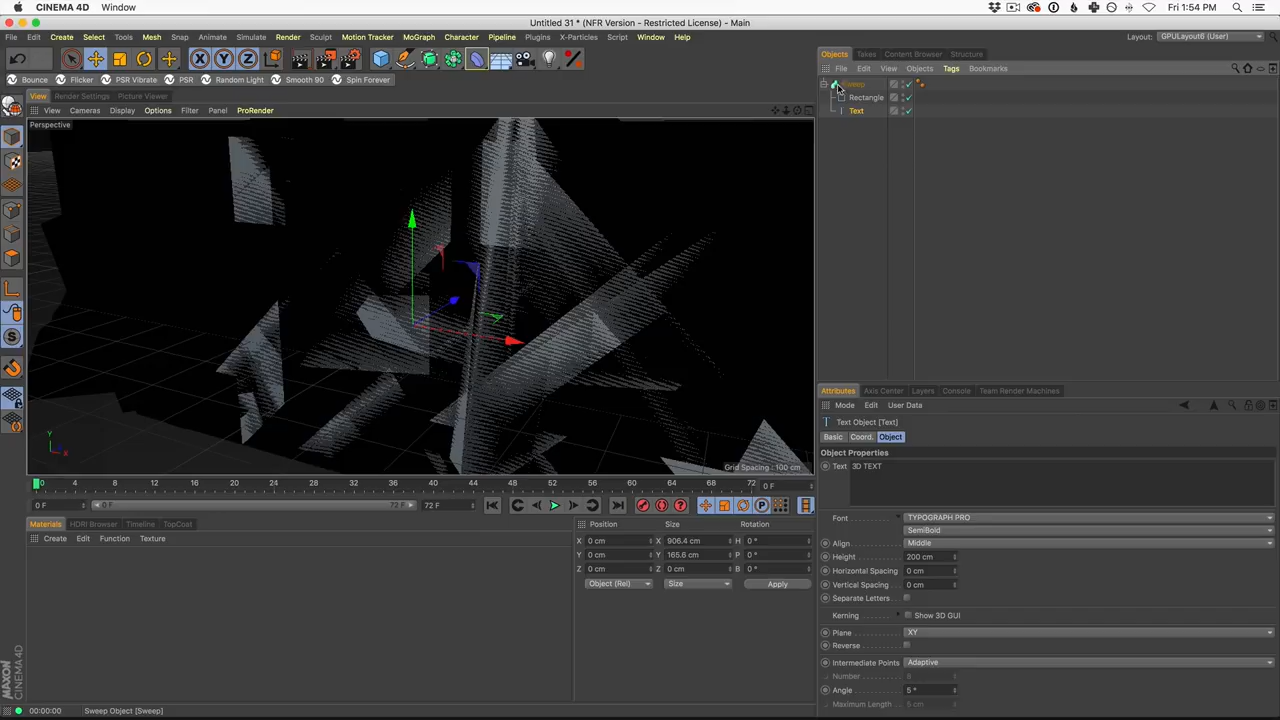 CINEMA 4D Window
Fri 1:54 PM
Untitled 31 * (NFR Version - Restricted License) - Main
File Edit Create Select Tools Mesh Snap Animate Simulate Render Sculpt Motion Tracker MoGraph Character Pipeline Plugins X-Particles Script Window Help
Layout: GPULayout6 (User)
Bounce Flicker PSR Vibrate PSR Random Light Smooth 90 Spin Forever
View Render Settings Picture Viewer
View Cameras Display Options Filter Panel ProRender
Perspective
Grid Spacing : 100 cm
Y
X
Objects Takes Content Browser Structure
File Edit View Objects Tags Bookmarks
Sweep
Rectangle
Text
Attributes Axis Center Layers Console Team Render Machines
Mode Edit User Data
Text Object [Text]
Basic Coord. Object
Object Properties
Text 3D TEXT
Font TYPOGRAPH PRO
SemiBold
Align Middle
Height 200 cm
Horizontal Spacing 0 cm
Vertical Spacing 0 cm
Separate Letters
Kerning Show 3D GUI
Plane XY
Reverse
Intermediate Points Adaptive
Number 8
Angle 5 °
Maximum Length 5 cm
0 4 8 12 16 20 24 28 32 36 40 44 48 52 56 60 64 68 72 0 F
0 F 0 F 72 F 72 F
Materials HDRI Browser Timeline TopCoat
Create Edit Function Texture
Position Size Rotation
X 0 cm X 906.4 cm H 0 °
Y 0 cm Y 165.6 cm P 0 °
Z 0 cm Z 0 cm B 0 °
Object (Rel) Size Apply
MAXON CINEMA 4D
00:00:00 Sweep Object [Sweep]